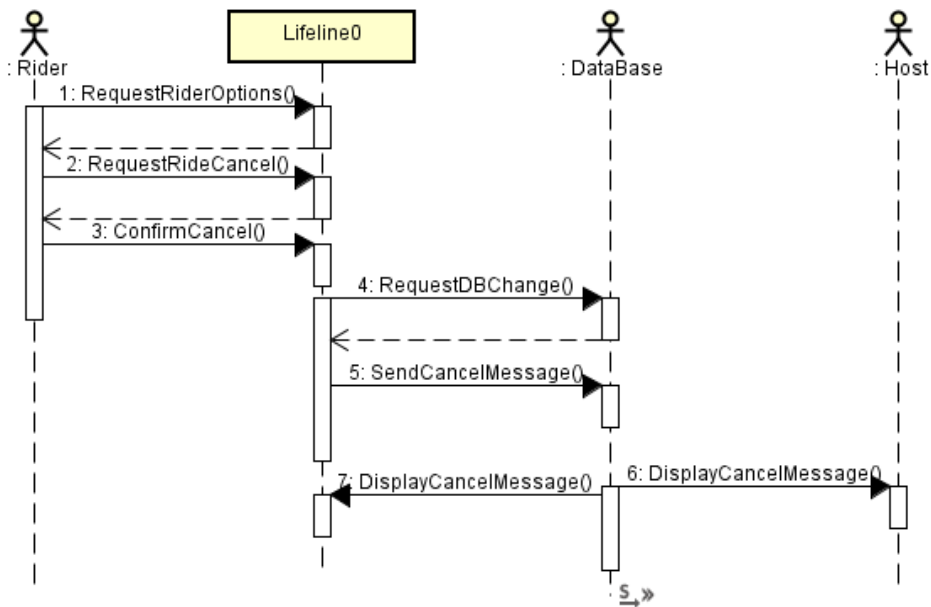 Lifeline0
: Rider
: DataBase
: Host
1: RequestRiderOptions()
2: RequestRideCancel()
3: ConfirmCancel()
4: RequestDBChange()
5: SendCancelMessage()
6: DisplayCancelMessage()
7: DisplayCancelMessage()
S »